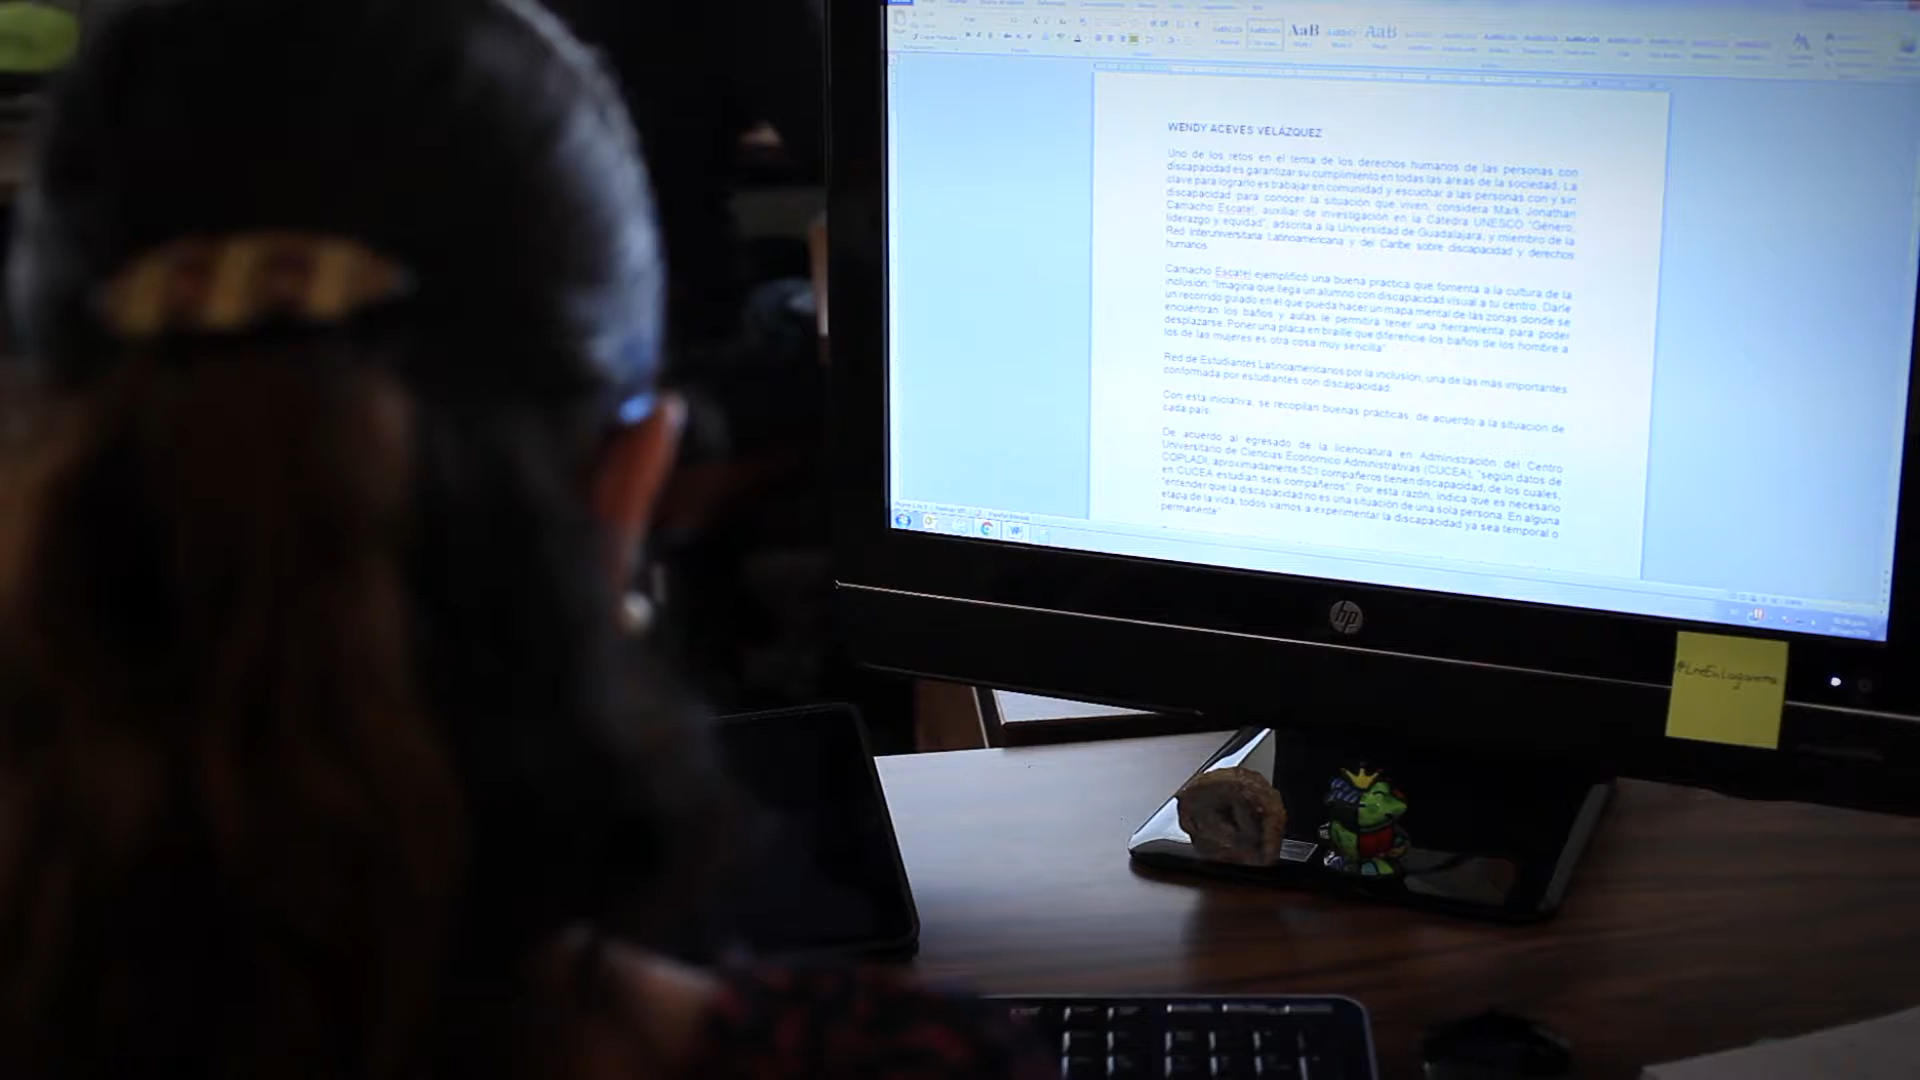 AaB
AaB
WENDY ACEVES VELÁZQUEZ
Uno de los retos en el tema de los derechos humanos de las personas con
discapacidad es garantizar su cumplimiento en todas las áreas de la sociedad. La
clave para lograrlo es trabajar en comunidad y escuchar a las personas con y sin
discapacidad para conocer la situación que viven, considera Mark Jonathan
Camacho Escatel, auxiliar de investigación en la Cátedra UNESCO "Género,
liderazgo y equidad", adscrita a la Universidad de Guadalajara, y miembro de la
Red Interuniversitaria Latinoamericana y del Caribe sobre discapacidad y derechos
humanos.
Camacho Escatel ejemplificó una buena práctica que fomenta a la cultura de la
inclusión: "Imagina que llega un alumno con discapacidad visual a tu centro. Darle
un recorrido guiado en el que pueda hacer un mapa mental de las zonas donde se
encuentran los baños y aulas le permitirá tener una herramienta para poder
desplazarse. Poner una placa en braille que diferencie los baños de los hombre a
los de las mujeres es otra cosa muy sencilla".
Red de Estudiantes Latinoamericanos por la inclusión, una de las más importantes
conformada por estudiantes con discapacidad.
Con esta iniciativa, se recopilan buenas prácticas, de acuerdo a la situación de
cada país.
De acuerdo al egresado de la licenciatura en Administración del Centro
Universitario de Ciencias Económico Administrativas (CUCEA), "según datos de
COPLADI, aproximadamente 521 compañeros tienen discapacidad, de los cuales,
en CUCEA estudian seis compañeros". Por esta razón, indica que es necesario
"entender que la discapacidad no es una situación de una sola persona. En alguna
etapa de la vida, todos vamos a experimentar la discapacidad ya sea temporal o
permanente".
hp